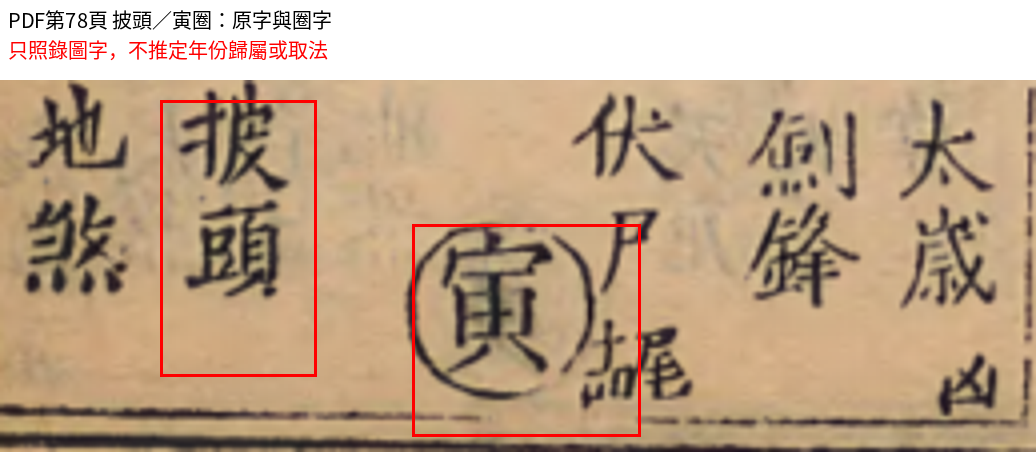 PDF第78頁 披頭／寅圈：原字與圈字
只照錄圖字，不推定年份歸屬或取法
太嵗 凶
劍鋒
伏尸
寅
披頭
地煞